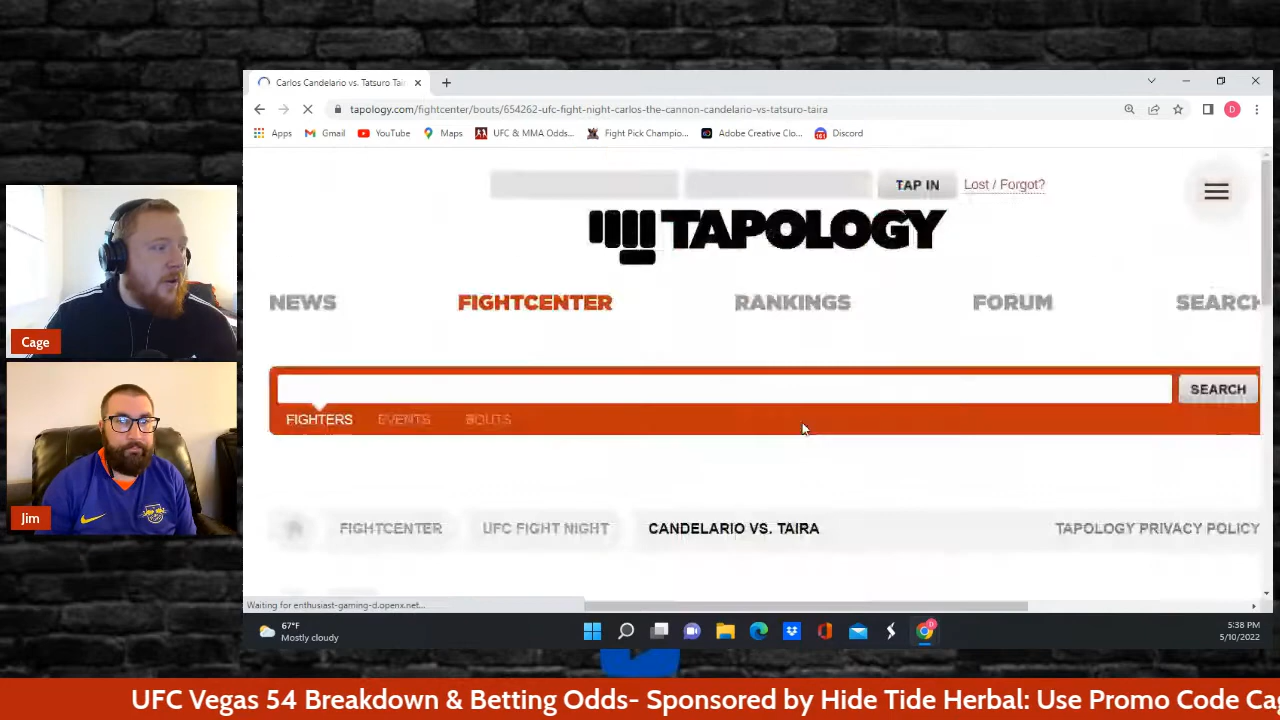 Carlos Candelario vs. Tatsuro Tai
tapology.com/fightcenter/bouts/654262-ufc-fight-night-carlos-the-cannon-candelario-vs-tatsuro-taira
D
Apps Gmail YouTube Maps UFC & MMA Odds... Fight Pick Champio... Adobe Creative Clo... Discord
TAP IN Lost / Forgot?
TAPOLOGY
NEWS FIGHTCENTER RANKINGS FORUM SEARCH
SEARCH
FIGHTERS EVENTS BOUTS
FIGHTCENTER UFC FIGHT NIGHT CANDELARIO VS. TAIRA TAPOLOGY PRIVACY POLICY
Waiting for enthusiast-gaming-d.openx.net...
67°F
Mostly cloudy
5:38 PM
5/10/2022
Cage
Jim
UFC Vegas 54 Breakdown & Betting Odds- Sponsored by Hide Tide Herbal: Use Promo Code Cag